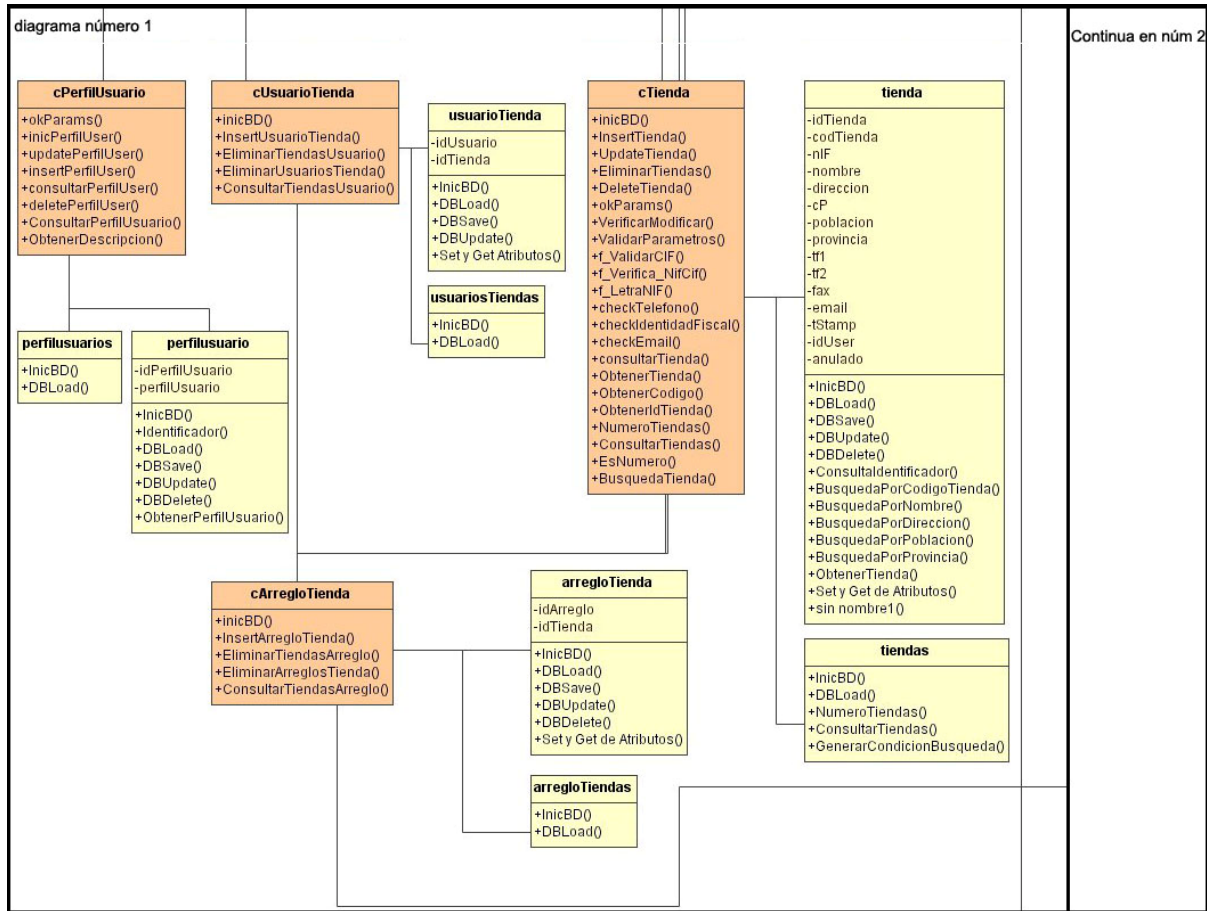 diagrama número 1
Continua en núm 2
cPerfilUsuario
+okParams()
+inicPerfilUser()
+updatePerfilUser()
+insertPerfilUser()
+consultarPerfilUser()
+deletePerfilUser()
+ConsultarPerfilUsuario()
+ObtenerDescripcion()
cUsuarioTienda
+inicBD()
+InsertUsuarioTienda()
+EliminarTiendasUsuario()
+EliminarUsuariosTienda()
+ConsultarTiendasUsuario()
usuarioTienda
-idUsuario
-idTienda
+InicBD()
+DBLoad()
+DBSave()
+DBUpdate()
+Set y Get Atributos()
usuariosTiendas
+InicBD()
+DBLoad()
cTienda
+inicBD()
+InsertTienda()
+UpdateTienda()
+EliminarTiendas()
+DeleteTienda()
+okParams()
+VerificarModificar()
+ValidarParametros()
+f_ValidarCIF()
+f_Verifica_NifCif()
+f_LetraNIF()
+checkTelefono()
+checkIdentidadFiscal()
+checkEmail()
+consultarTienda()
+ObtenerTienda()
+ObtenerCodigo()
+ObtenerIdTienda()
+NumeroTiendas()
+ConsultarTiendas()
+EsNumero()
+BusquedaTienda()
tienda
-idTienda
-codTienda
-nIF
-nombre
-direccion
-cP
-poblacion
-provincia
-tf1
-tf2
-fax
-email
-tStamp
-idUser
-anulado
+InicBD()
+DBLoad()
+DBSave()
+DBUpdate()
+DBDelete()
+ConsultaIdentificador()
+BusquedaPorCodigoTienda()
+BusquedaPorNombre()
+BusquedaPorDireccion()
+BusquedaPorPoblacion()
+BusquedaPorProvincia()
+ObtenerTienda()
+Set y Get de Atributos()
+sin nombre1()
perfilusuarios
+InicBD()
+DBLoad()
perfilusuario
-idPerfilUsuario
-perfilUsuario
+InicBD()
+Identificador()
+DBLoad()
+DBSave()
+DBUpdate()
+DBDelete()
+ObtenerPerfilUsuario()
cArregloTienda
+inicBD()
+InsertArregloTienda()
+EliminarTiendasArreglo()
+EliminarArreglosTienda()
+ConsultarTiendasArreglo()
arregloTienda
-idArreglo
-idTienda
+InicBD()
+DBLoad()
+DBSave()
+DBUpdate()
+DBDelete()
+Set y Get de Atributos()
tiendas
+InicBD()
+DBLoad()
+NumeroTiendas()
+ConsultarTiendas()
+GenerarCondicionBusqueda()
arregloTiendas
+InicBD()
+DBLoad()